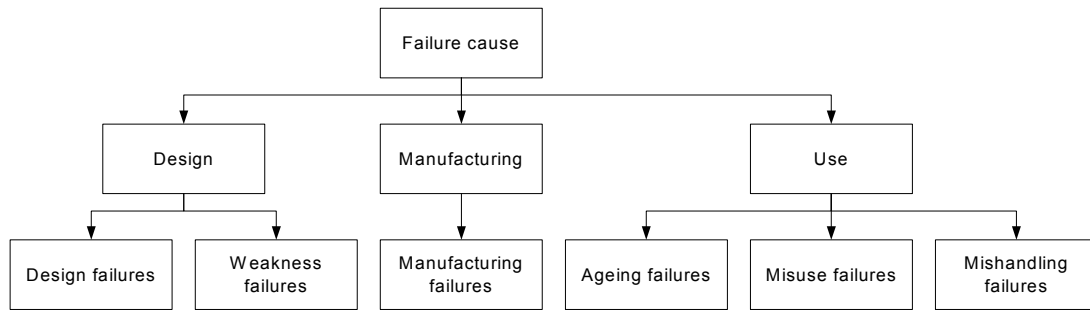 Failure cause
Design
Manufacturing
Use
Design failures
Weakness
failures
Manufacturing
failures
Ageing failures
Misuse failures
Mishandling
failures